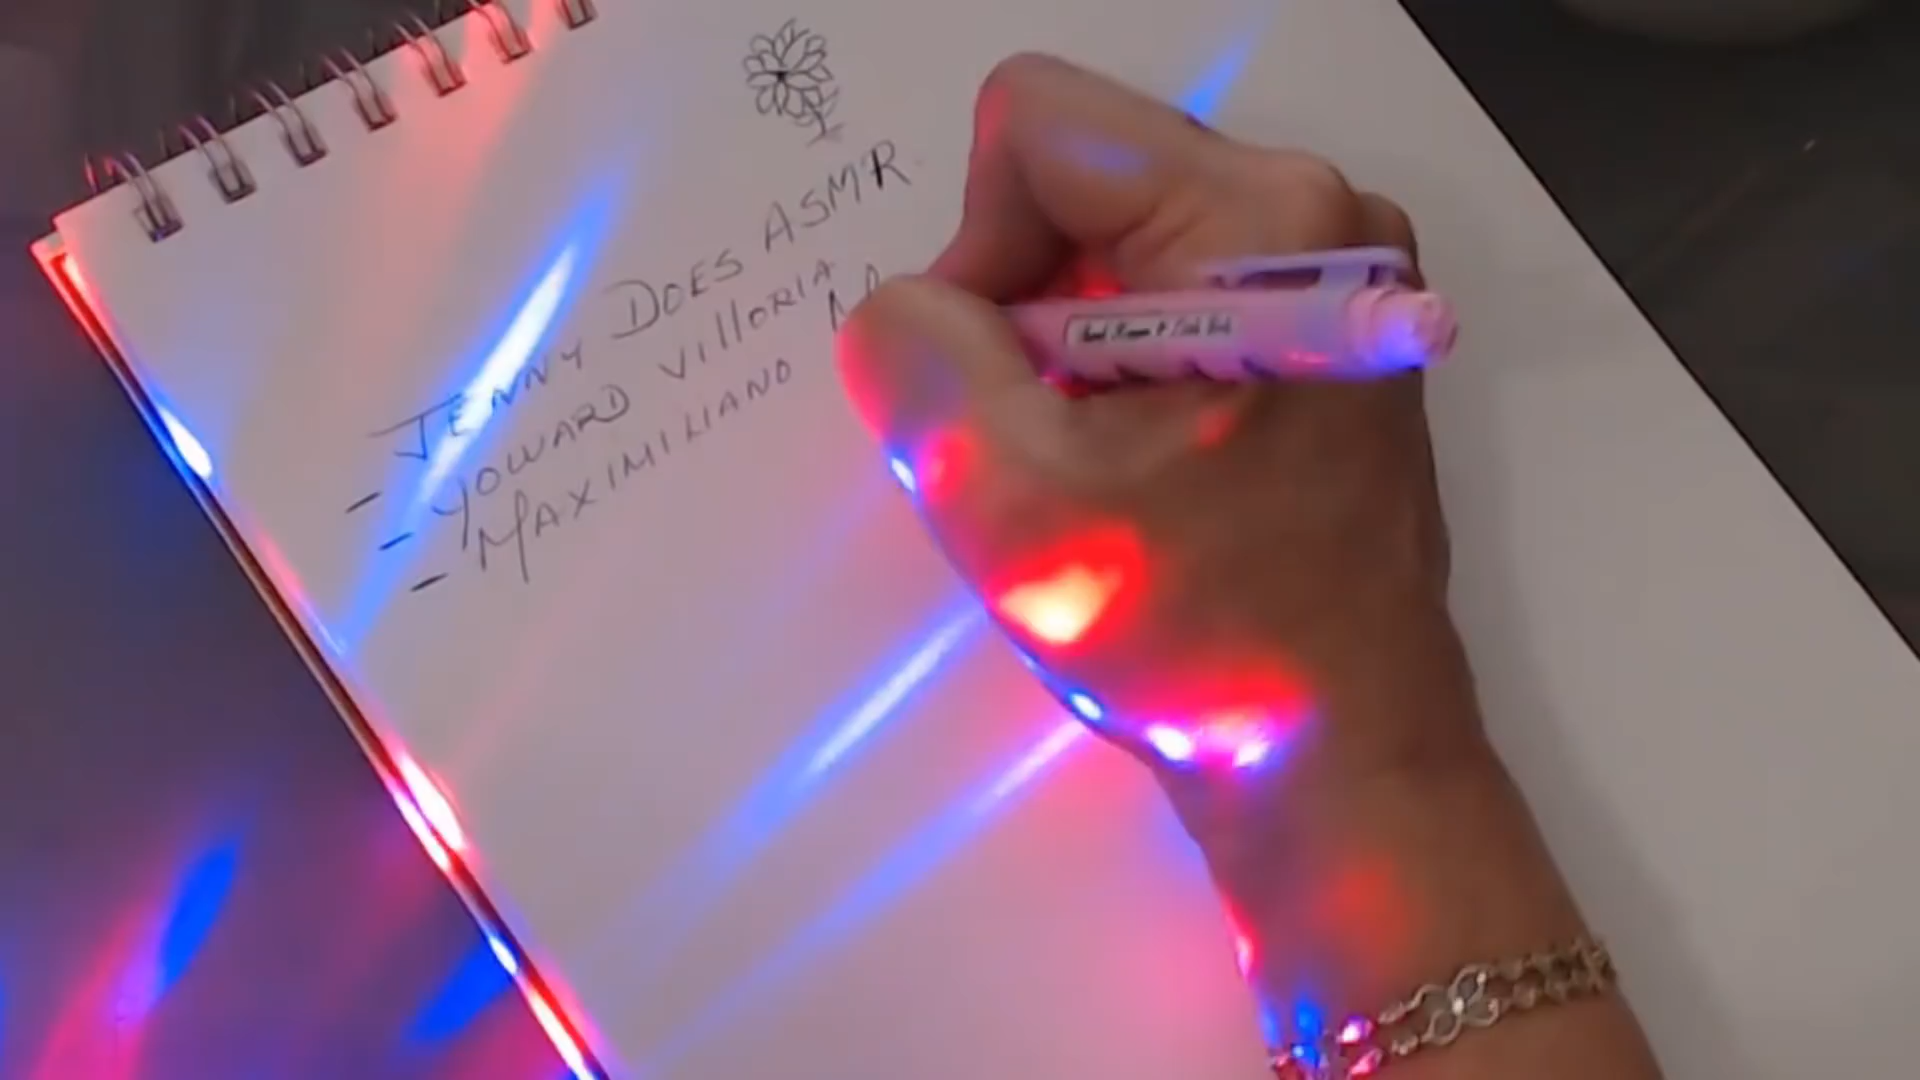 - JENNY DOES ASMR
- YOWARD VIllORIA
- MAXIMILIANO